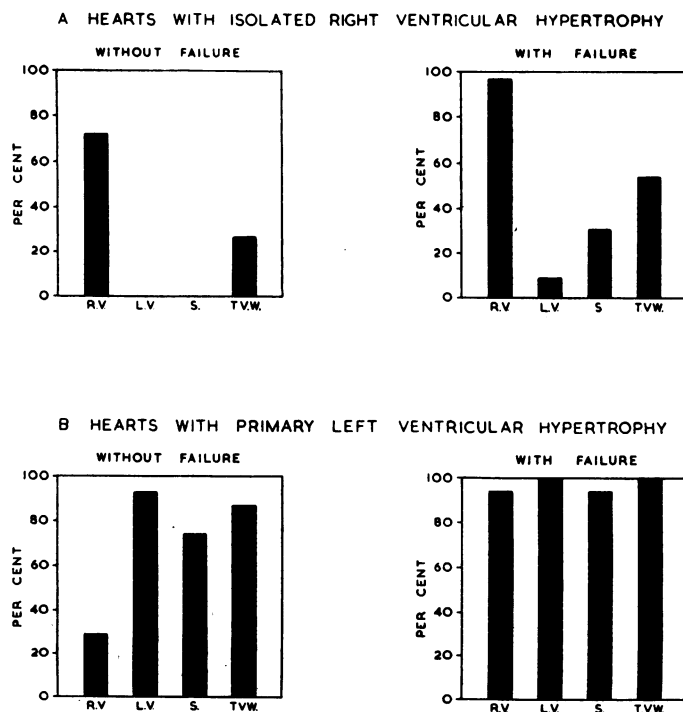 A HEARTS WITH ISOLATED RIGHT VENTRICULAR HYPERTROPHY
WITHOUT FAILURE
100
80
60
40
20
0
PER CENT
R.V. L.V. S. T.V.W.
WITH FAILURE
100
80
60
40
20
0
PER CENT
R.V. L.V. S T.V.W.
B HEARTS WITH PRIMARY LEFT VENTRICULAR HYPERTROPHY
WITHOUT FAILURE
100
80
60
40
20
0
PER CENT
R.V L.V. S. T.V.W.
WITH FAILURE
100
80
60
40
20
0
PER CENT
R.V. L.V. S. T.V.W.